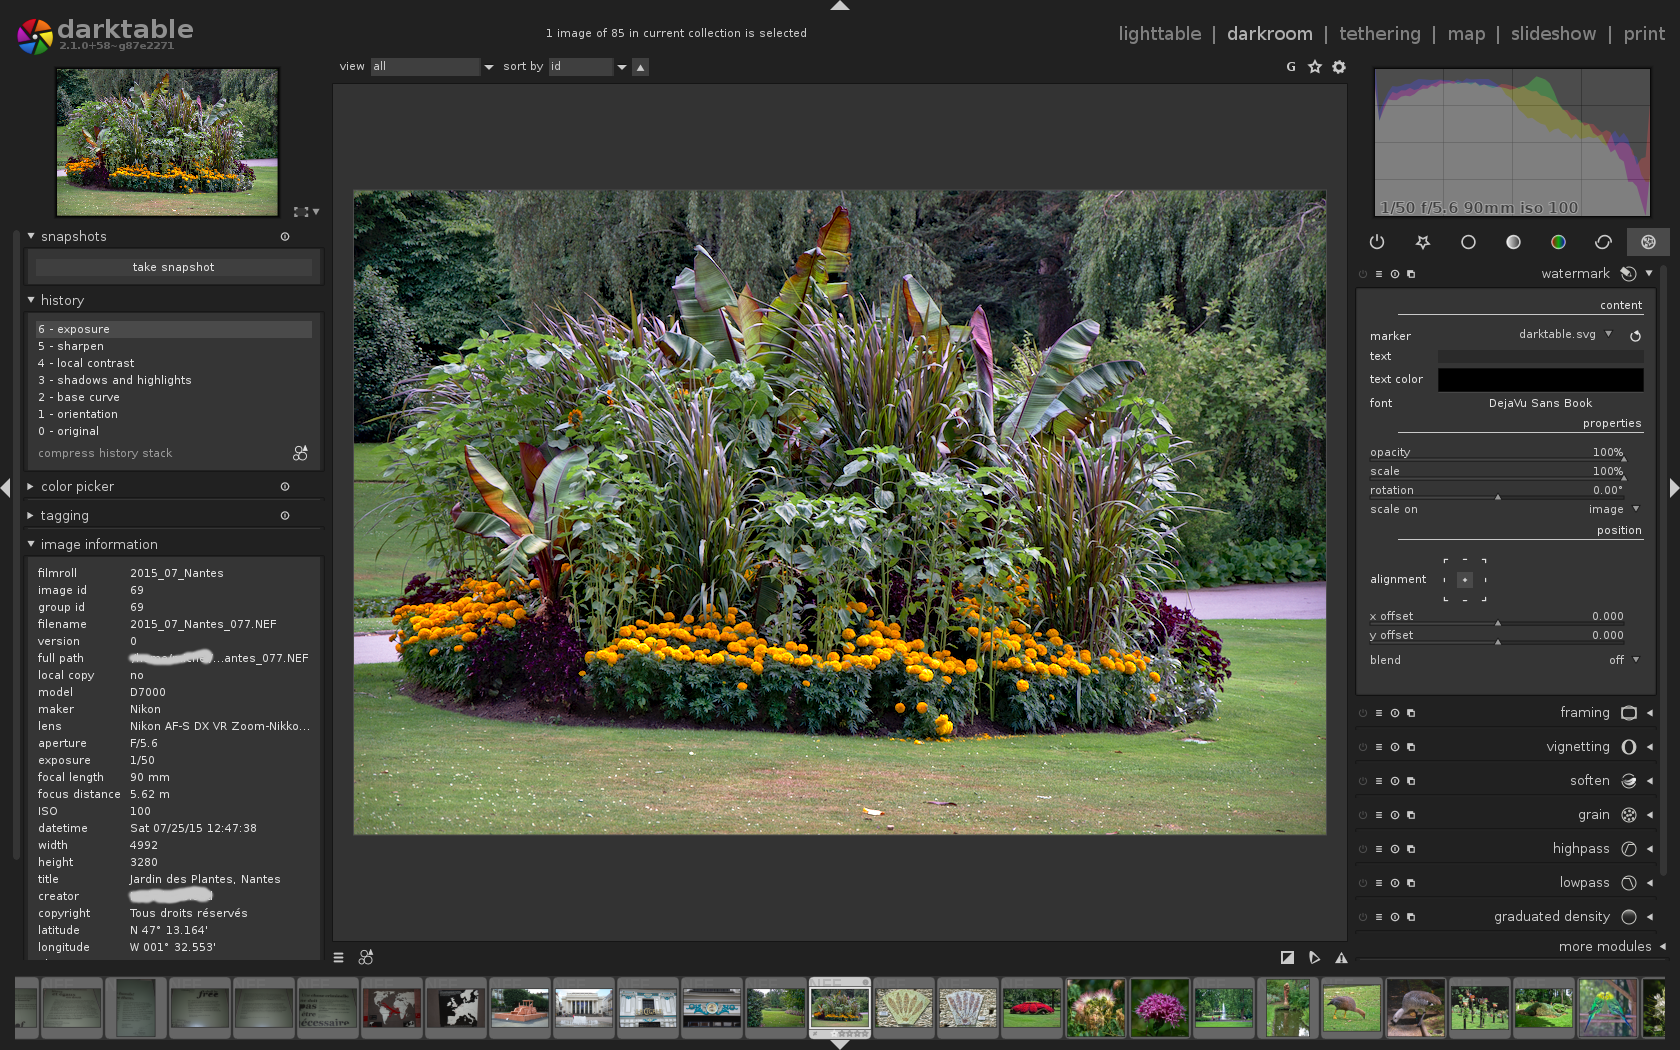 darktable
2.1.0+58~g87e2271
1 image of 85 in current collection is selected
lighttable | darkroom | tethering | map | slideshow | print
view all sort by id
G
1/50 f/5.6 90mm iso 100
snapshots
take snapshot
history
6 - exposure
5 - sharpen
4 - local contrast
3 - shadows and highlights
2 - base curve
1 - orientation
0 - original
compress history stack
color picker
tagging
image information
filmroll 2015_07_Nantes
image id 69
group id 69
filename 2015_07_Nantes_077.NEF
version 0
full path ...antes_077.NEF
local copy no
model D7000
maker Nikon
lens Nikon AF-S DX VR Zoom-Nikko...
aperture F/5.6
exposure 1/50
focal length 90 mm
focus distance 5.62 m
ISO 100
datetime Sat 07/25/15 12:47:38
width 4992
height 3280
title Jardin des Plantes, Nantes
creator
copyright Tous droits réservés
latitude N 47° 13.164'
longitude W 001° 32.553'
watermark
content
marker darktable.svg
text
text color
font DejaVu Sans Book
properties
opacity 100%
scale 100%
rotation 0.00°
scale on image
position
alignment
x offset 0.000
y offset 0.000
blend off
framing
vignetting
soften
grain
highpass
lowpass
graduated density
more modules
free